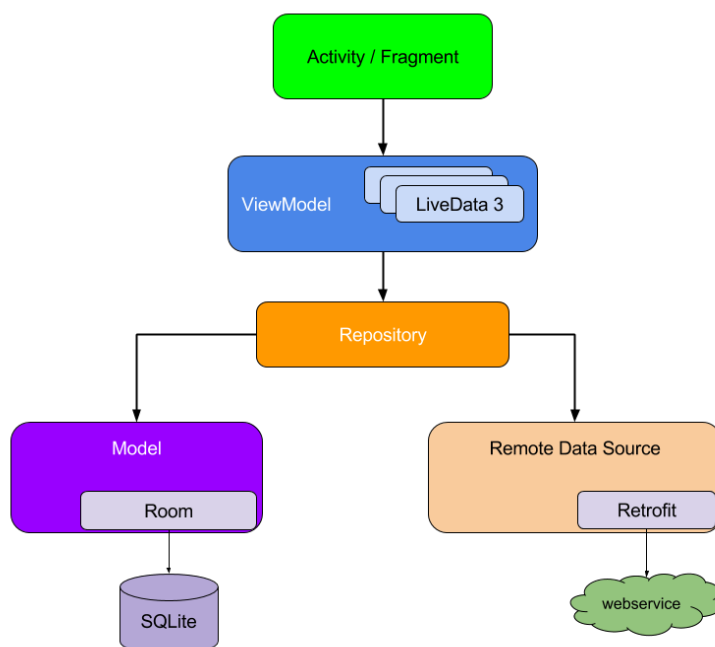 Activity / Fragment
ViewModel
LiveData 3
Repository
Model
Room
SQLite
Remote Data Source
Retrofit
webservice